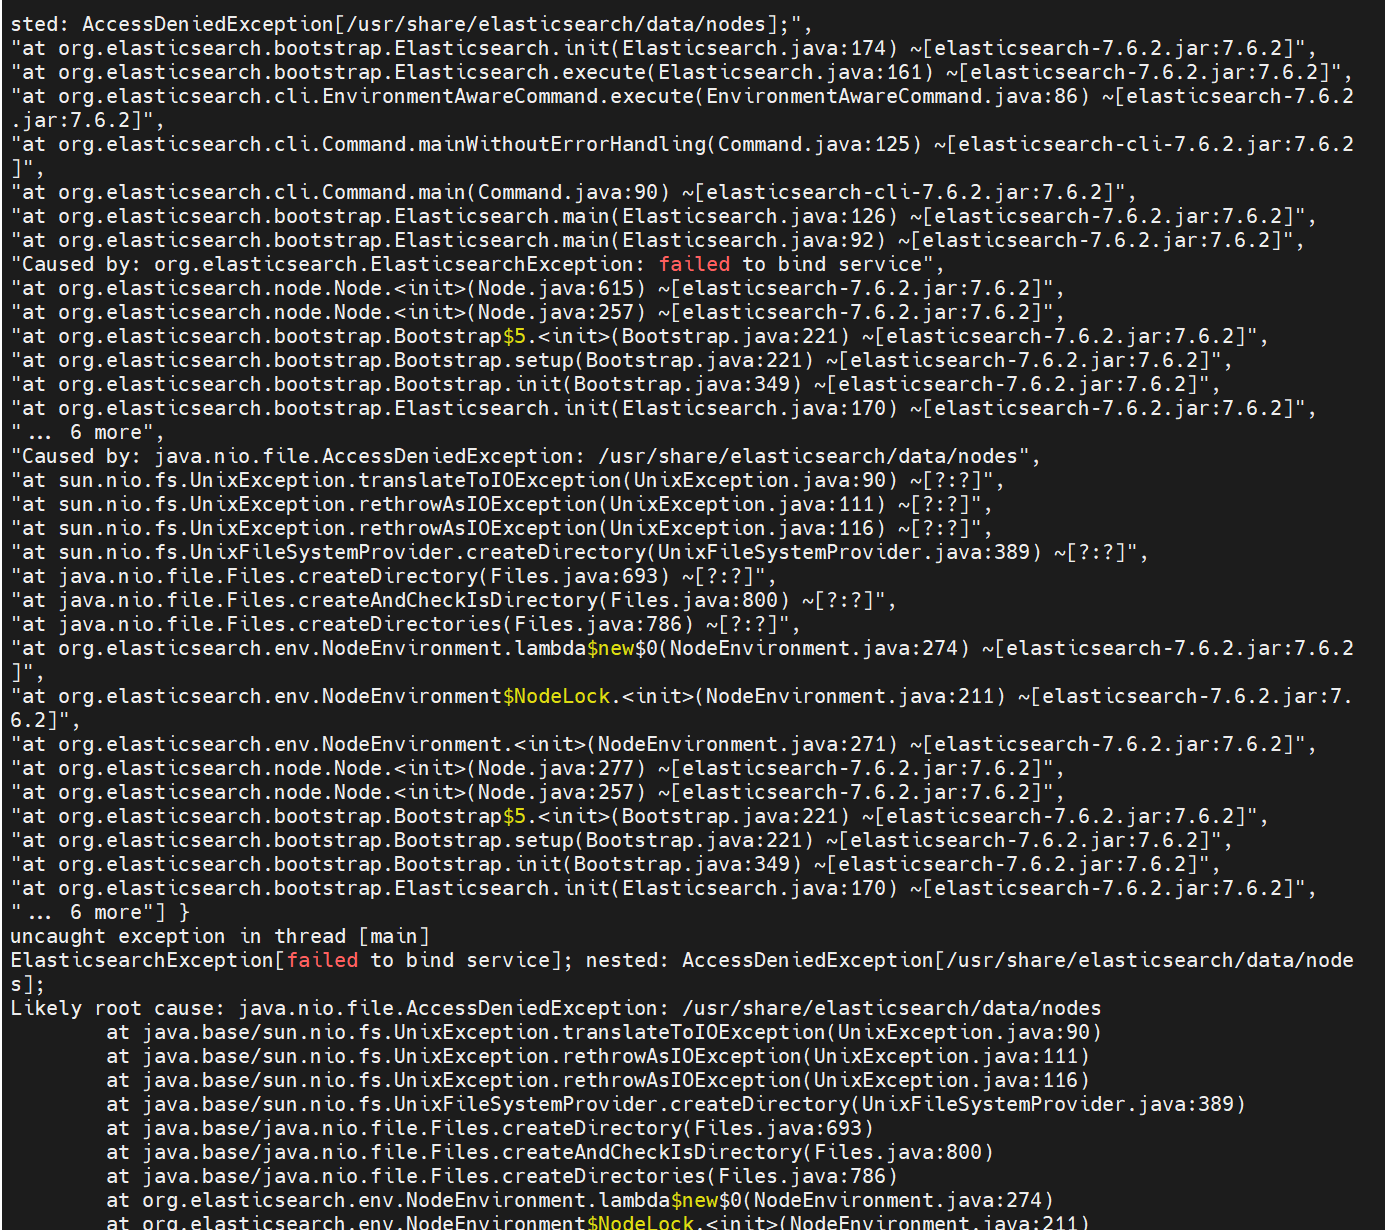 sted: AccessDeniedException[/usr/share/elasticsearch/data/nodes];",
"at org.elasticsearch.bootstrap.Elasticsearch.init(Elasticsearch.java:174) ~[elasticsearch-7.6.2.jar:7.6.2]",
"at org.elasticsearch.bootstrap.Elasticsearch.execute(Elasticsearch.java:161) ~[elasticsearch-7.6.2.jar:7.6.2]",
"at org.elasticsearch.cli.EnvironmentAwareCommand.execute(EnvironmentAwareCommand.java:86) ~[elasticsearch-7.6.2
.jar:7.6.2]",
"at org.elasticsearch.cli.Command.mainWithoutErrorHandling(Command.java:125) ~[elasticsearch-cli-7.6.2.jar:7.6.2
]",
"at org.elasticsearch.cli.Command.main(Command.java:90) ~[elasticsearch-cli-7.6.2.jar:7.6.2]",
"at org.elasticsearch.bootstrap.Elasticsearch.main(Elasticsearch.java:126) ~[elasticsearch-7.6.2.jar:7.6.2]",
"at org.elasticsearch.bootstrap.Elasticsearch.main(Elasticsearch.java:92) ~[elasticsearch-7.6.2.jar:7.6.2]",
"Caused by: org.elasticsearch.ElasticsearchException: failed to bind service",
"at org.elasticsearch.node.Node.<init>(Node.java:615) ~[elasticsearch-7.6.2.jar:7.6.2]",
"at org.elasticsearch.node.Node.<init>(Node.java:257) ~[elasticsearch-7.6.2.jar:7.6.2]",
"at org.elasticsearch.bootstrap.Bootstrap$5.<init>(Bootstrap.java:221) ~[elasticsearch-7.6.2.jar:7.6.2]",
"at org.elasticsearch.bootstrap.Bootstrap.setup(Bootstrap.java:221) ~[elasticsearch-7.6.2.jar:7.6.2]",
"at org.elasticsearch.bootstrap.Bootstrap.init(Bootstrap.java:349) ~[elasticsearch-7.6.2.jar:7.6.2]",
"at org.elasticsearch.bootstrap.Elasticsearch.init(Elasticsearch.java:170) ~[elasticsearch-7.6.2.jar:7.6.2]",
"... 6 more",
"Caused by: java.nio.file.AccessDeniedException: /usr/share/elasticsearch/data/nodes",
"at sun.nio.fs.UnixException.translateToIOException(UnixException.java:90) ~[?:?]",
"at sun.nio.fs.UnixException.rethrowAsIOException(UnixException.java:111) ~[?:?]",
"at sun.nio.fs.UnixException.rethrowAsIOException(UnixException.java:116) ~[?:?]",
"at sun.nio.fs.UnixFileSystemProvider.createDirectory(UnixFileSystemProvider.java:389) ~[?:?]",
"at java.nio.file.Files.createDirectory(Files.java:693) ~[?:?]",
"at java.nio.file.Files.createAndCheckIsDirectory(Files.java:800) ~[?:?]",
"at java.nio.file.Files.createDirectories(Files.java:786) ~[?:?]",
"at org.elasticsearch.env.NodeEnvironment.lambda$new$0(NodeEnvironment.java:274) ~[elasticsearch-7.6.2.jar:7.6.2
]",
"at org.elasticsearch.env.NodeEnvironment$NodeLock.<init>(NodeEnvironment.java:211) ~[elasticsearch-7.6.2.jar:7.
6.2]",
"at org.elasticsearch.env.NodeEnvironment.<init>(NodeEnvironment.java:271) ~[elasticsearch-7.6.2.jar:7.6.2]",
"at org.elasticsearch.node.Node.<init>(Node.java:277) ~[elasticsearch-7.6.2.jar:7.6.2]",
"at org.elasticsearch.node.Node.<init>(Node.java:257) ~[elasticsearch-7.6.2.jar:7.6.2]",
"at org.elasticsearch.bootstrap.Bootstrap$5.<init>(Bootstrap.java:221) ~[elasticsearch-7.6.2.jar:7.6.2]",
"at org.elasticsearch.bootstrap.Bootstrap.setup(Bootstrap.java:221) ~[elasticsearch-7.6.2.jar:7.6.2]",
"at org.elasticsearch.bootstrap.Bootstrap.init(Bootstrap.java:349) ~[elasticsearch-7.6.2.jar:7.6.2]",
"at org.elasticsearch.bootstrap.Elasticsearch.init(Elasticsearch.java:170) ~[elasticsearch-7.6.2.jar:7.6.2]",
"... 6 more"] }
uncaught exception in thread [main]
ElasticsearchException[failed to bind service]; nested: AccessDeniedException[/usr/share/elasticsearch/data/node
s];
Likely root cause: java.nio.file.AccessDeniedException: /usr/share/elasticsearch/data/nodes
at java.base/sun.nio.fs.UnixException.translateToIOException(UnixException.java:90)
at java.base/sun.nio.fs.UnixException.rethrowAsIOException(UnixException.java:111)
at java.base/sun.nio.fs.UnixException.rethrowAsIOException(UnixException.java:116)
at java.base/sun.nio.fs.UnixFileSystemProvider.createDirectory(UnixFileSystemProvider.java:389)
at java.base/java.nio.file.Files.createDirectory(Files.java:693)
at java.base/java.nio.file.Files.createAndCheckIsDirectory(Files.java:800)
at java.base/java.nio.file.Files.createDirectories(Files.java:786)
at org.elasticsearch.env.NodeEnvironment.lambda$new$0(NodeEnvironment.java:274)
at org.elasticsearch.env.NodeEnvironment$NodeLock.<init>(NodeEnvironment.java:211)